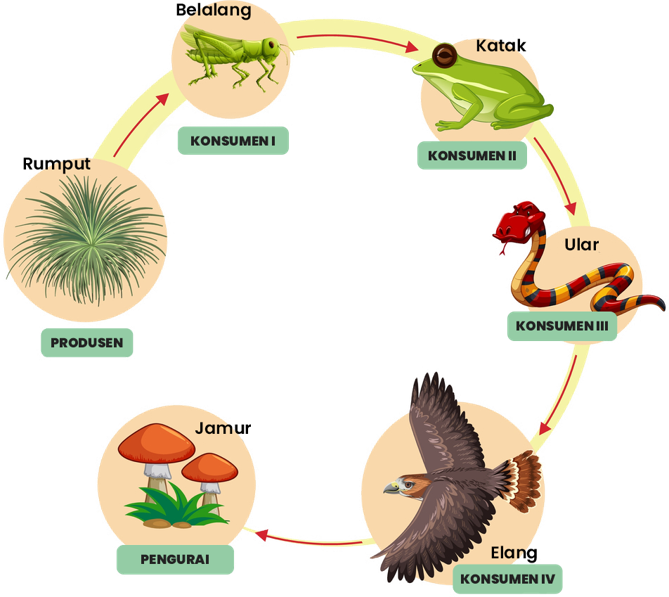 Rumput
PRODUSEN
Belalang
KONSUMEN I
Katak
KONSUMEN II
Ular
KONSUMEN III
Elang
KONSUMEN IV
Jamur
PENGURAI